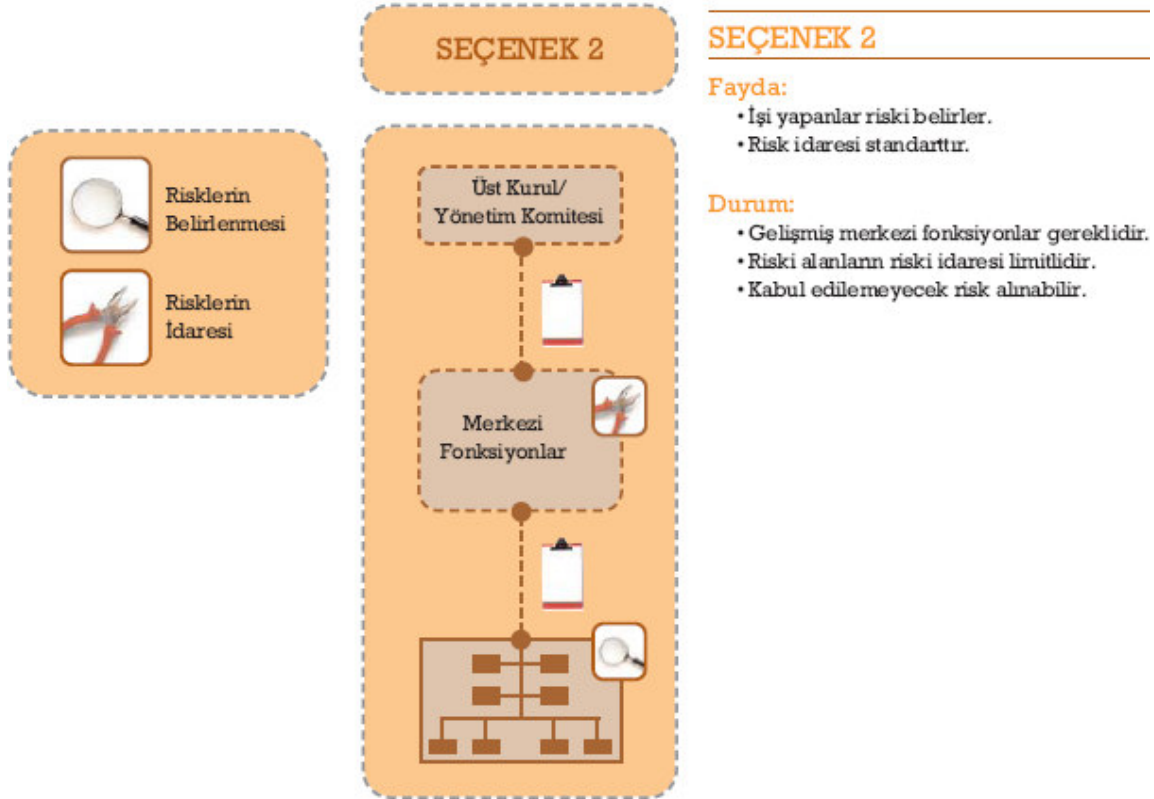 SEÇENEK 2
Risklerin
Belirlenmesi
Risklerin
İdaresi
Üst Kurul/
Yönetim Komitesi
Merkezi
Fonksiyonlar
SEÇENEK 2
Fayda:
• İşi yapanlar riski belirler.
• Risk idaresi standarttır.
Durum:
• Gelişmiş merkezi fonksiyonlar gereklidir.
• Riski alanların riski idaresi limitlidir.
• Kabul edilemeyecek risk alınabilir.